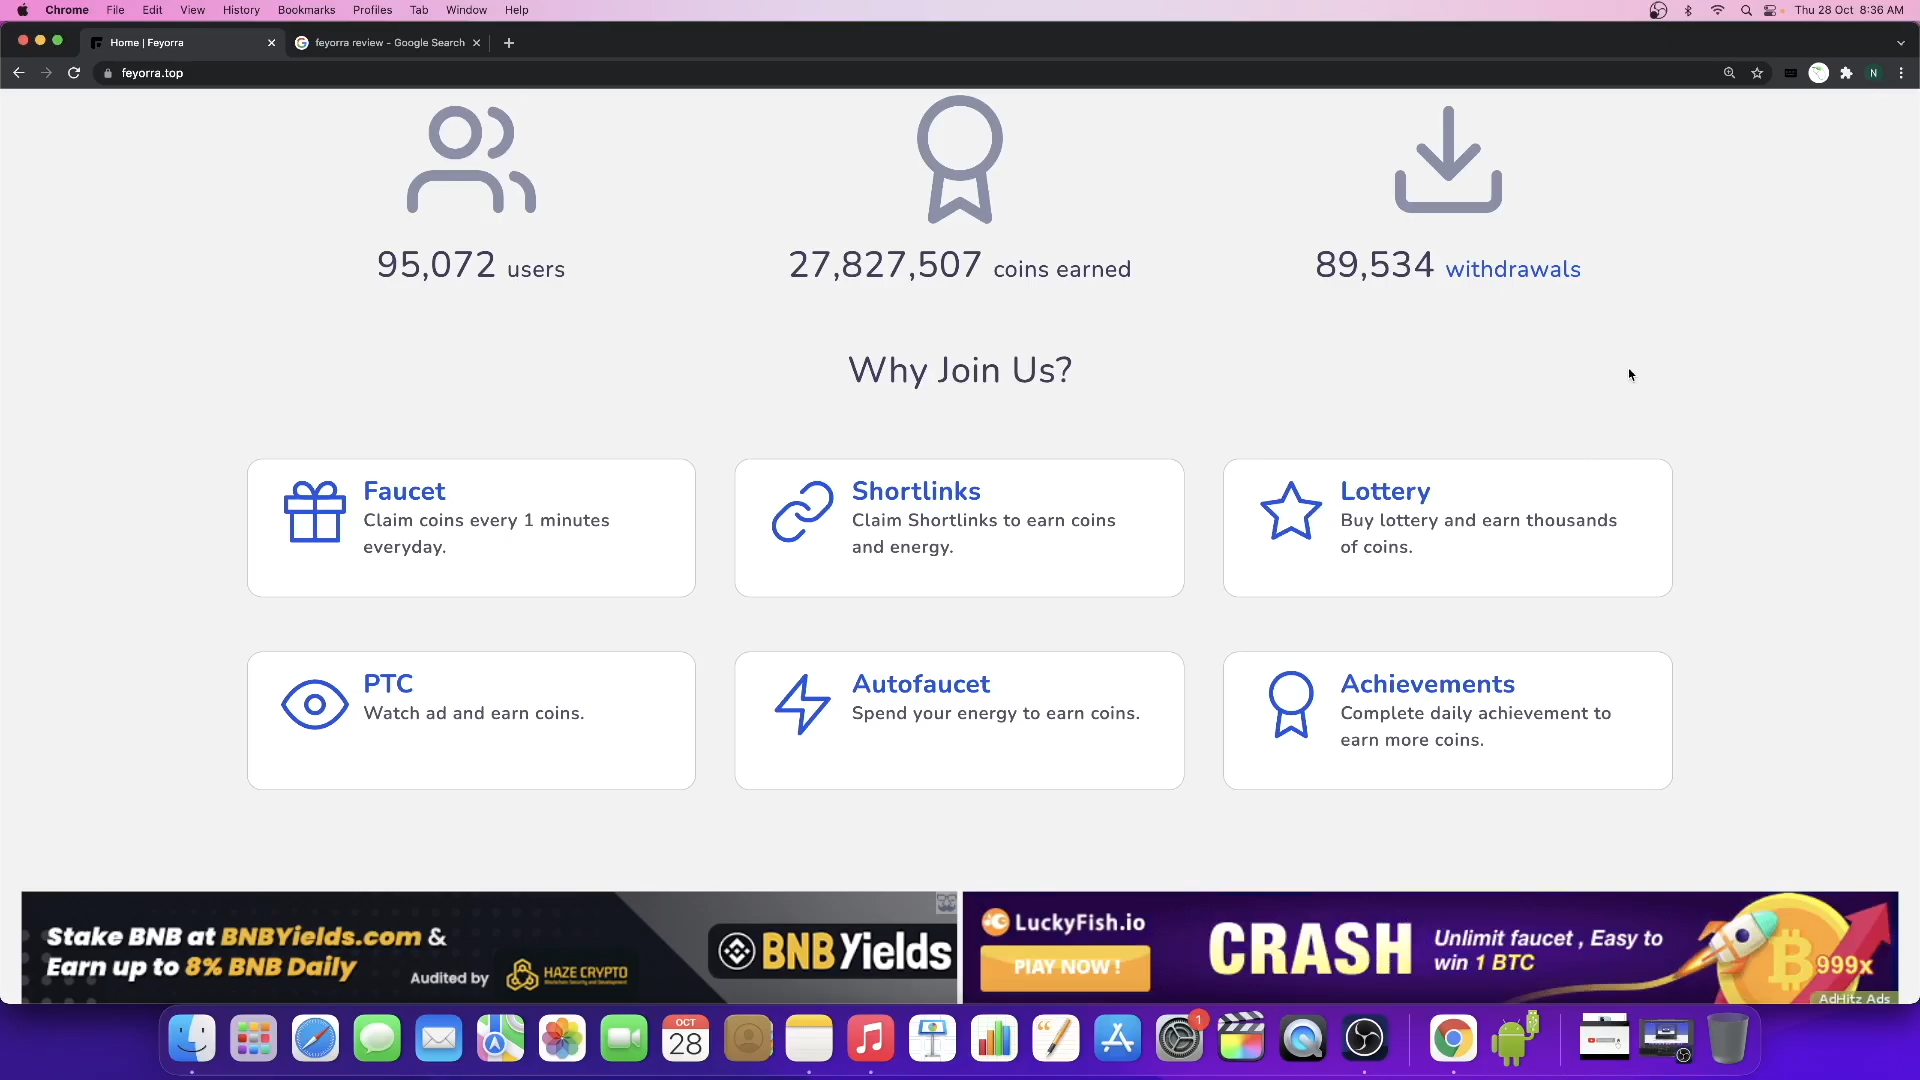 Chrome File Edit View History Bookmarks Profiles Tab Window Help
Thu 28 Oct 8:36 AM
Home | Feyorra
feyorra review - Google Search
feyorra.top
N
95,072 users
27,827,507 coins earned
89,534 withdrawals
Why Join Us?
Faucet
Claim coins every 1 minutes
everyday.
Shortlinks
Claim Shortlinks to earn coins
and energy.
Lottery
Buy lottery and earn thousands
of coins.
PTC
Watch ad and earn coins.
Autofaucet
Spend your energy to earn coins.
Achievements
Complete daily achievement to
earn more coins.
Stake BNB at BNBYields.com &
Earn up to 8% BNB Daily
Audited by
HAZE CRYPTO
BNBYields
LuckyFish.io
PLAY NOW !
CRASH
Unlimit faucet , Easy to
win 1 BTC
999x
AdHitz Ads
OCT
28
1